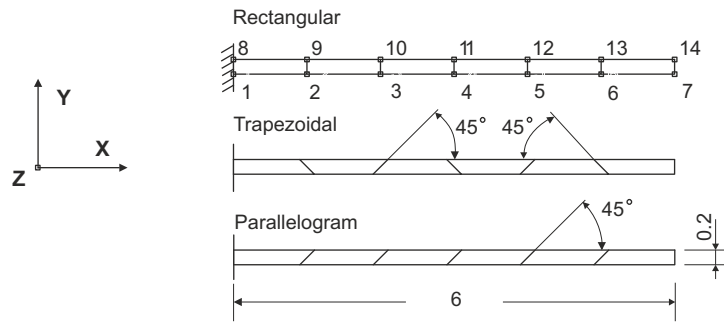 Rectangular
8 9 10 11 12 13 14
1 2 3 4 5 6 7
Y
X
Z
Trapezoidal
45° 45°
Parallelogram
45°
0.2
6